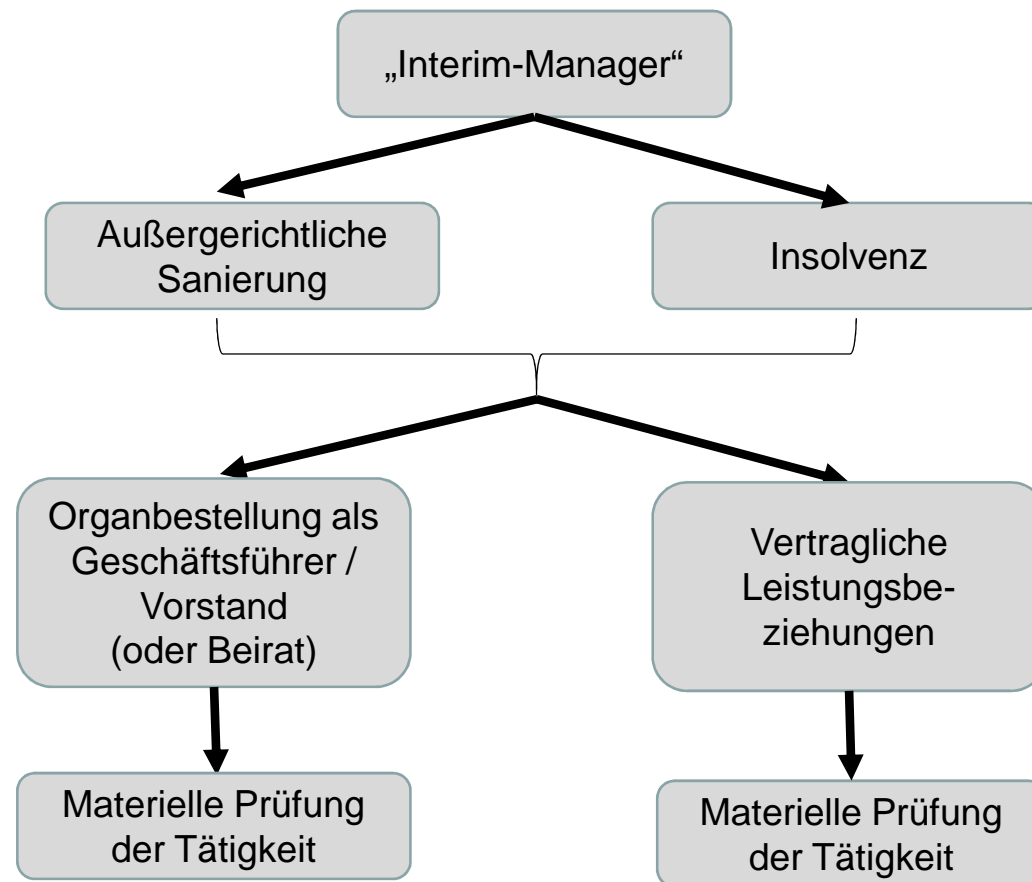 „Interim-Manager“
Außergerichtliche
Sanierung
Insolvenz
Organbestellung als
Geschäftsführer /
Vorstand
(oder Beirat)
Vertragliche
Leistungsbe-
ziehungen
Materielle Prüfung
der Tätigkeit
Materielle Prüfung
der Tätigkeit